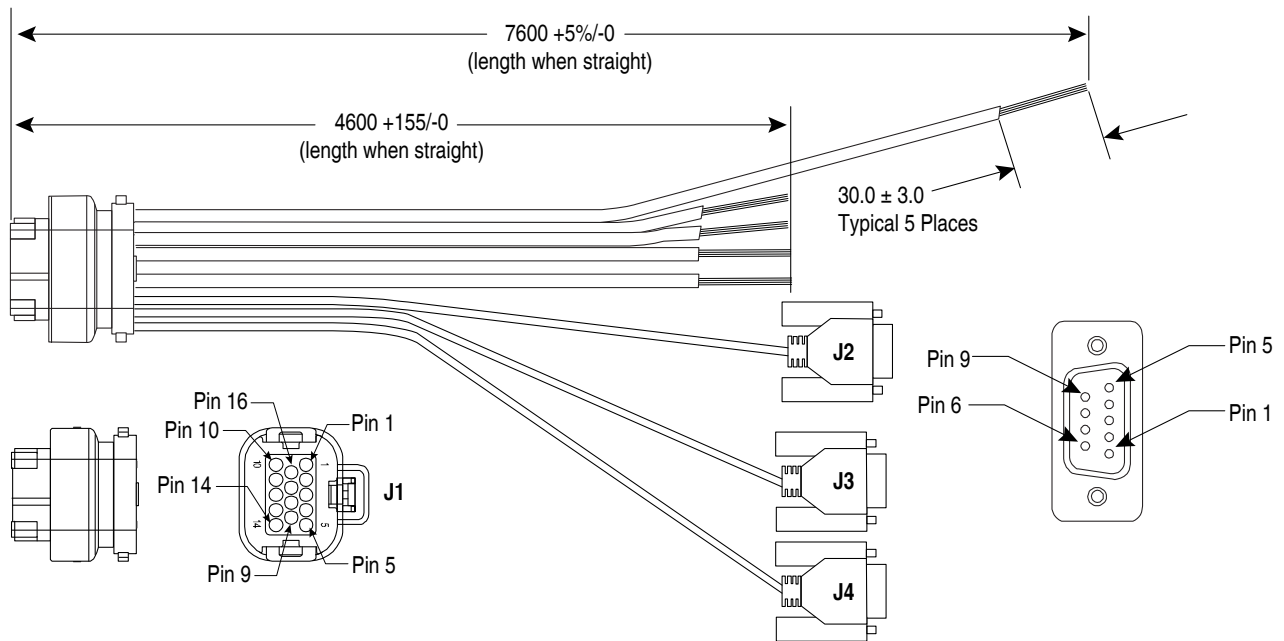 7600 +5%/-0
(length when straight)
4600 +155/-0
(length when straight)
30.0 ± 3.0
Typical 5 Places
J2
Pin 9
Pin 5
Pin 6
Pin 1
Pin 16
Pin 1
Pin 10
10
1
Pin 14
J1
14
5
Pin 9
Pin 5
J3
J4